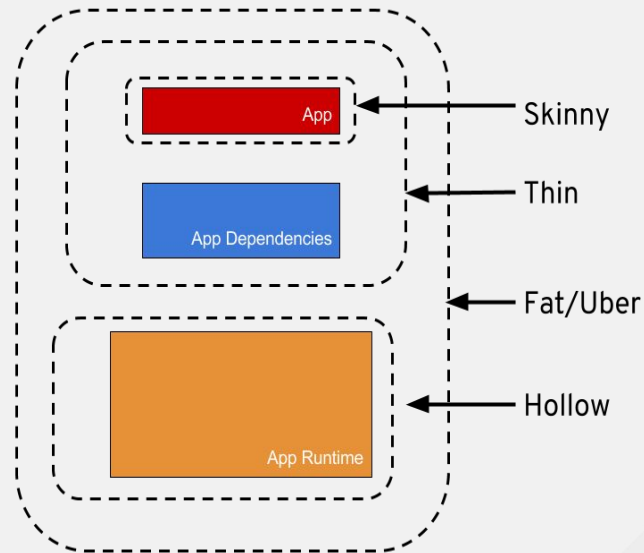 App
Skinny
App Dependencies
Thin
Fat/Uber
Hollow
App Runtime